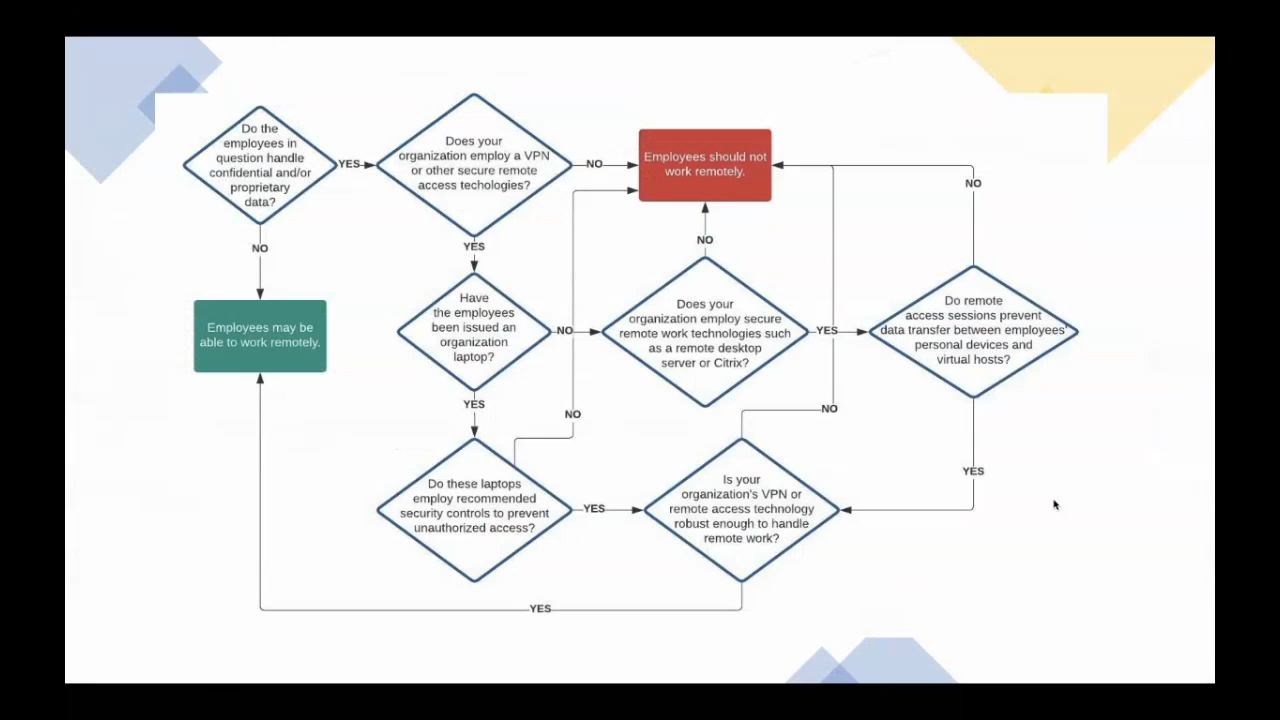 Do the
employees in
question handle
confidential and/or
proprietary
data?
YES
Does your
organization employ a VPN
or other secure remote
access techologies?
NO
Employees should not
work remotely.
NO
NO
YES
NO
Employees may be
able to work remotely.
Have
the employees
been issued an
organization
laptop?
NO
Does your
organization employ secure
remote work technologies such
as a remote desktop
server or Citrix?
YES
Do remote
access sessions prevent
data transfer between employees'
personal devices and
virtual hosts?
YES
NO
NO
YES
Do these laptops
employ recommended
security controls to prevent
unauthorized access?
YES
Is your
organization's VPN or
remote access technology
robust enough to handle
remote work?
YES